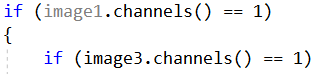 if (image1.channels() == 1)
{
if (image3.channels() == 1)